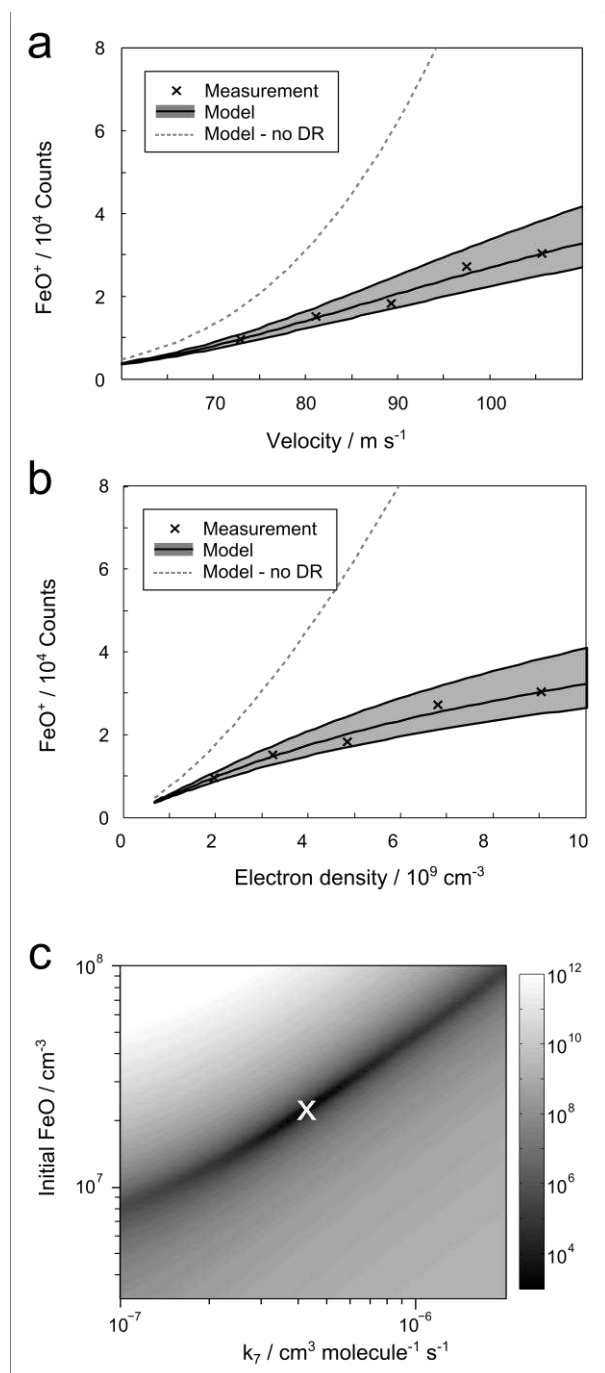 a
8
6
4
2
0
FeO⁺ / 10⁴ Counts
Measurement
Model
Model - no DR
70 80 90 100
Velocity / m s⁻¹
b
8
6
4
2
0
FeO⁺ / 10⁴ Counts
Measurement
Model
Model - no DR
0 2 4 6 8 10
Electron density / 10⁹ cm⁻³
c
10⁸
10⁷
Initial FeO / cm⁻³
X
10¹²
10¹⁰
10⁸
10⁶
10⁴
10⁻⁷ 10⁻⁶
k₇ / cm³ molecule⁻¹ s⁻¹